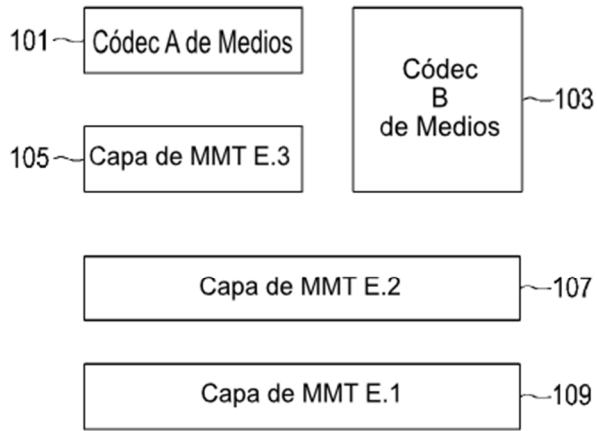 101
Códec A de Medios
Códec
B
de Medios
103
105
Capa de MMT E.3
Capa de MMT E.2
107
Capa de MMT E.1
109